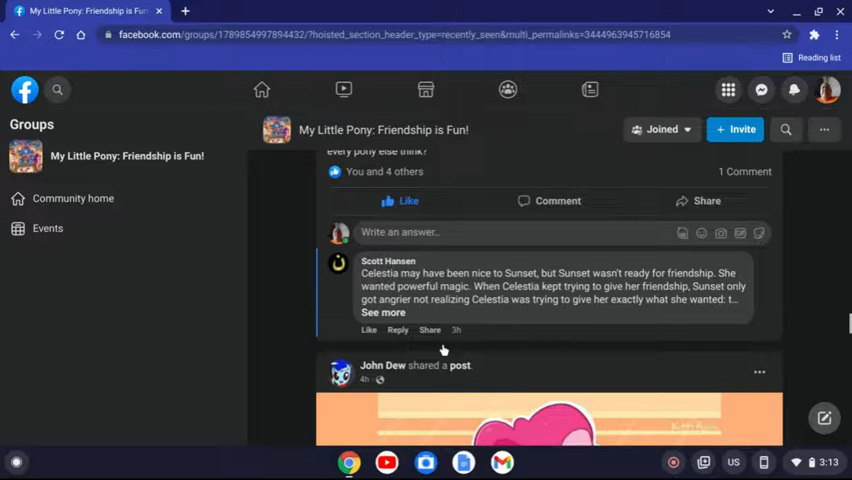 My Little Pony: Friendship is Fun
facebook.com/groups/1789854997894432/?hoisted_section_header_type=recently_seen&multi_permalinks=3444963945716854
Reading list
Groups
My Little Pony: Friendship is Fun!
Community home
Events
My Little Pony: Friendship is Fun!
Joined
+ Invite
every pony else think?
You and 4 others
1 Comment
Like
Comment
Share
Write an answer...
Scott Hansen
Celestia may have been nice to Sunset, but Sunset wasn't ready for friendship. She
wanted powerful magic. When Celestia kept trying to give her friendship, Sunset only
got angrier not realizing Celestia was trying to give her exactly what she wanted: t...
See more
Like Reply Share 3h
John Dew shared a post.
4h
US
3:13